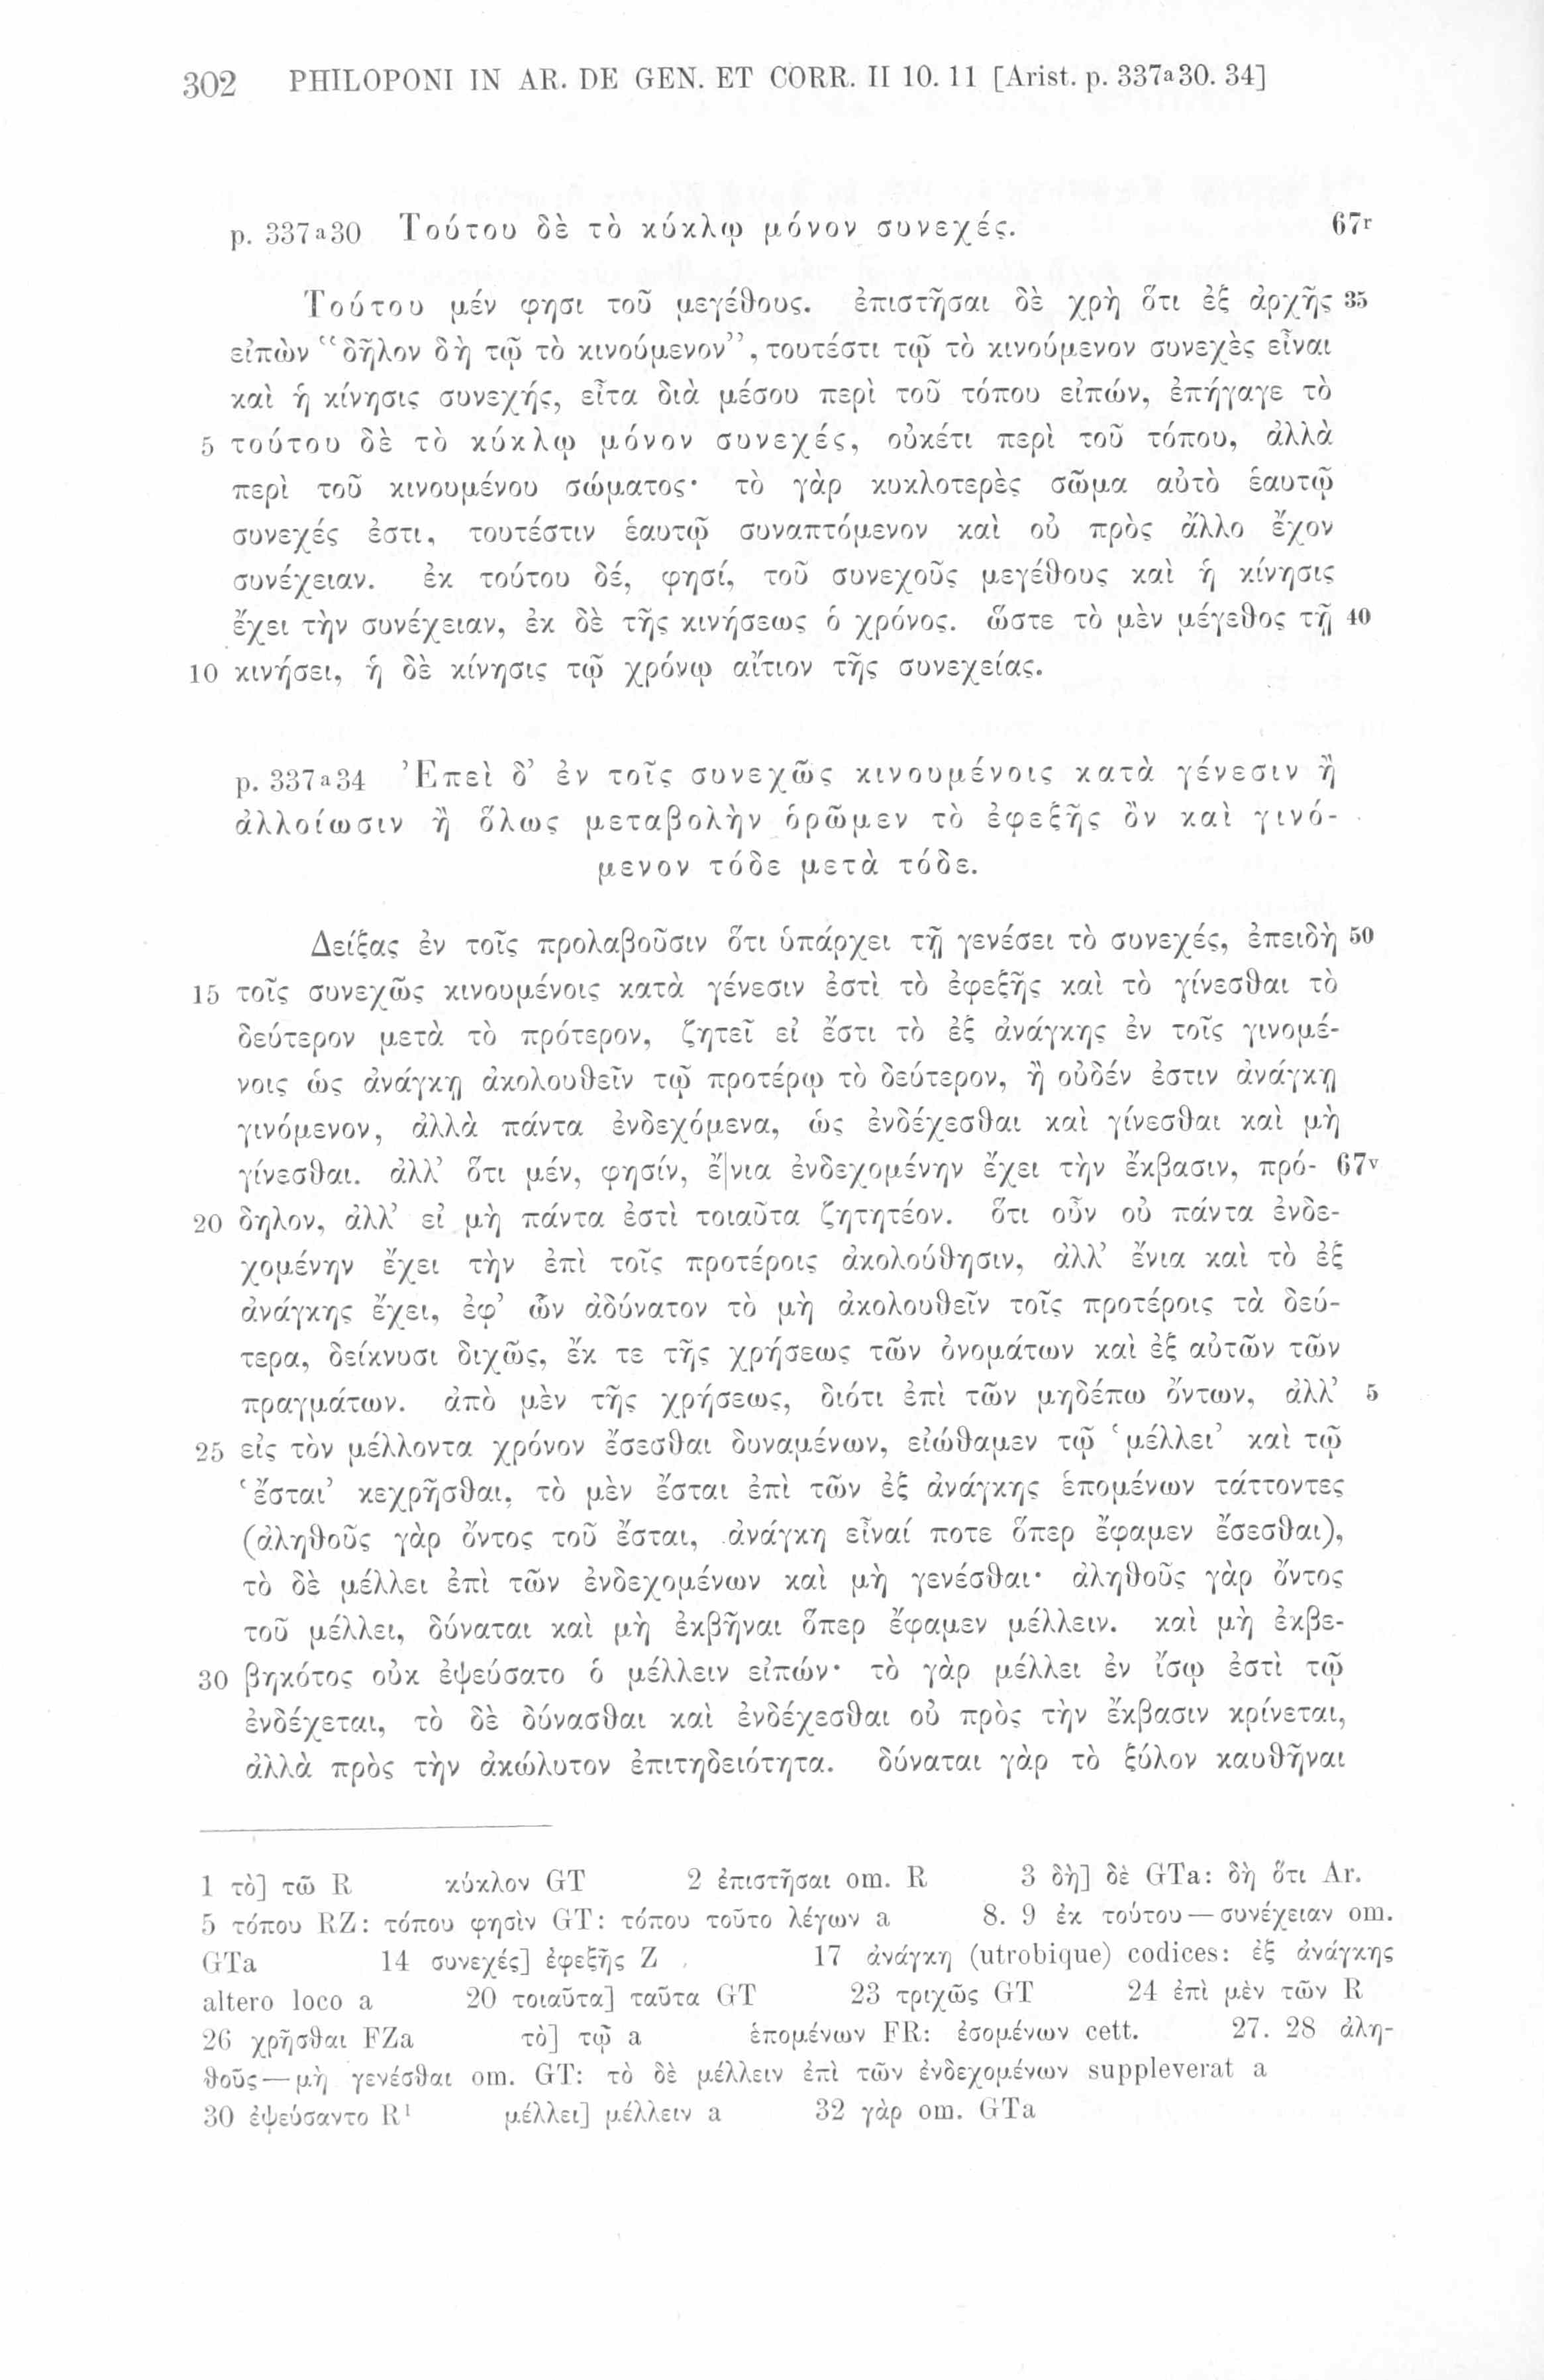 302 PHILOPONI IN AR. DE GEN. ET CORR. II 10. 11 [Arist. p. 337a30. 34]
p. 337a30 Τούτου δὲ τὸ κύκλῳ μόνον συνεχές. 67r
Τούτου μέν φησι τοῦ μεγέθους. ἐπιστῆσαι δὲ χρὴ ὅτι ἐξ ἀρχῆς 35
εἰπὼν “δῆλον δὴ τῷ τὸ κινούμενον”, τουτέστι τῷ τὸ κινούμενον συνεχὲς εἶναι
καὶ ἡ κίνησις συνεχής, εἶτα διὰ μέσου περὶ τοῦ τόπου εἰπών, ἐπήγαγε τὸ
5 τούτου δὲ τὸ κύκλῳ μόνον συνεχές, οὐκέτι περὶ τοῦ τόπου, ἀλλὰ
περὶ τοῦ κινουμένου σώματος· τὸ γὰρ κυκλοτερὲς σῶμα αὐτὸ ἑαυτῷ
συνεχές ἐστι, τουτέστιν ἑαυτῷ συναπτόμενον καὶ οὐ πρὸς ἄλλο ἔχον
συνέχειαν. ἐκ τούτου δέ, φησί, τοῦ συνεχοῦς μεγέθους καὶ ἡ κίνησις
ἔχει τὴν συνέχειαν, ἐκ δὲ τῆς κινήσεως ὁ χρόνος. ὥστε τὸ μὲν μέγεθος τῇ 40
10 κινήσει, ἡ δὲ κίνησις τῷ χρόνῳ αἴτιον τῆς συνεχείας.
p. 337a34 Ἐπεὶ δ’ ἐν τοῖς συνεχῶς κινουμένοις κατὰ γένεσιν ἢ
ἀλλοίωσιν ἢ ὅλως μεταβολὴν ὁρῶμεν τὸ ἐφεξῆς ὂν καὶ γινό-
μενον τόδε μετὰ τόδε.
Δείξας ἐν τοῖς προλαβοῦσιν ὅτι ὑπάρχει τῇ γενέσει τὸ συνεχές, ἐπειδὴ 50
15 τοῖς συνεχῶς κινουμένοις κατὰ γένεσιν ἐστὶ τὸ ἐφεξῆς καὶ τὸ γίνεσθαι τὸ
δεύτερον μετὰ τὸ πρότερον, ζητεῖ εἰ ἔστι τὸ ἐξ ἀνάγκης ἐν τοῖς γινομέ-
νοις ὡς ἀνάγκῃ ἀκολουθεῖν τῷ προτέρῳ τὸ δεύτερον, ἢ οὐδέν ἐστιν ἀνάγκῃ
γινόμενον, ἀλλὰ πάντα ἐνδεχόμενα, ὡς ἐνδέχεσθαι καὶ γίνεσθαι καὶ μὴ
γίνεσθαι. ἀλλ’ ὅτι μέν, φησίν, ἔ|νια ἐνδεχομένην ἔχει τὴν ἔκβασιν, πρό- 67v
20 δηλον, ἀλλ’ εἰ μὴ πάντα ἐστὶ τοιαῦτα ζητητέον. ὅτι οὖν οὐ πάντα ἐνδε-
χομένην ἔχει τὴν ἐπὶ τοῖς προτέροις ἀκολούθησιν, ἀλλ’ ἔνια καὶ τὸ ἐξ
ἀνάγκης ἔχει, ἐφ’ ὧν ἀδύνατον τὸ μὴ ἀκολουθεῖν τοῖς προτέροις τὰ δεύ-
τερα, δείκνυσι διχῶς, ἔκ τε τῆς χρήσεως τῶν ὀνομάτων καὶ ἐξ αὐτῶν τῶν
πραγμάτων. ἀπὸ μὲν τῆς χρήσεως, διότι ἐπὶ τῶν μηδέπω ὄντων, ἀλλ’ 5
25 εἰς τὸν μέλλοντα χρόνον ἔσεσθαι δυναμένων, εἰώθαμεν τῷ ‘μέλλει’ καὶ τῷ
‘ἔσται’ κεχρῆσθαι, τὸ μὲν ἔσται ἐπὶ τῶν ἐξ ἀνάγκης ἑπομένων τάττοντες
(ἀληθοῦς γὰρ ὄντος τοῦ ἔσται, ἀνάγκη εἶναί ποτε ὅπερ ἔφαμεν ἔσεσθαι),
τὸ δὲ μέλλει ἐπὶ τῶν ἐνδεχομένων καὶ μὴ γενέσθαι· ἀληθοῦς γὰρ ὄντος
τοῦ μέλλει, δύναται καὶ μὴ ἐκβῆναι ὅπερ ἔφαμεν μέλλειν. καὶ μὴ ἐκβε-
30 βηκότος οὐκ ἐψεύσατο ὁ μέλλειν εἰπών· τὸ γὰρ μέλλει ἐν ἴσῳ ἐστὶ τῷ
ἐνδέχεται, τὸ δὲ δύνασθαι καὶ ἐνδέχεσθαι οὐ πρὸς τὴν ἔκβασιν κρίνεται,
ἀλλὰ πρὸς τὴν ἀκώλυτον ἐπιτηδειότητα. δύναται γὰρ τὸ ξύλον καυθῆναι
1 τὸ] τῶ R κύκλον GT 2 ἐπιστῆσαι om. R 3 δὴ] δὲ GTa: δὴ ὅτι Ar.
5 τόπου RZ: τόπου φησὶν GT: τόπου τοῦτο λέγων a 8. 9 ἐκ τούτου — συνέχειαν om.
GTa 14 συνεχές] ἐφεξῆς Z 17 ἀνάγκῃ (utrobique) codices: ἐξ ἀνάγκης
altero loco a 20 τοιαῦτα] ταῦτα GT 23 τριχῶς GT 24 ἐπὶ μὲν τῶν R
26 χρῆσθαι FZa τὸ] τῷ a ἑπομένων FR: ἐσομένων cett. 27. 28 ἀλη-
θοῦς — μὴ γενέσθαι om. GT: τὸ δὲ μέλλειν ἐπὶ τῶν ἐνδεχομένων suppleverat a
30 ἐψεύσαντο R¹ μέλλει] μέλλειν a 32 γὰρ om. GTa